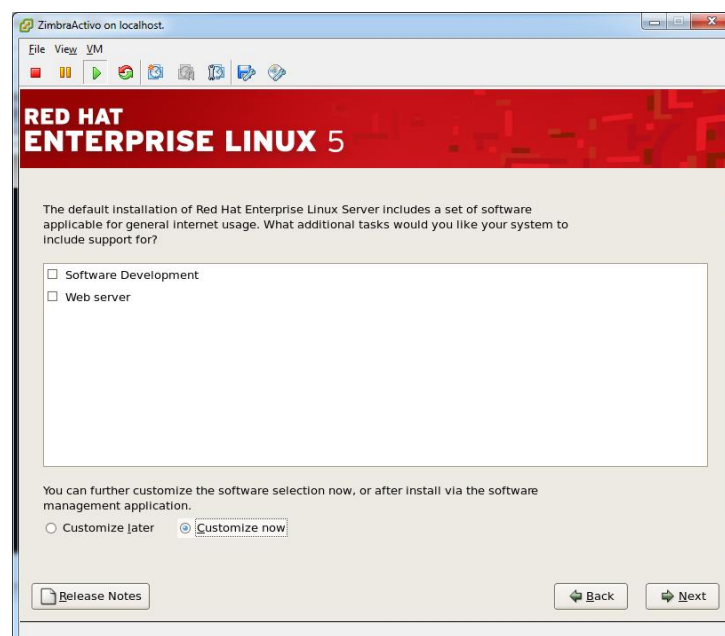 ZimbraActivo on localhost.
File View VM
RED HAT
ENTERPRISE LINUX 5
The default installation of Red Hat Enterprise Linux Server includes a set of software
applicable for general internet usage. What additional tasks would you like your system to
include support for?
Software Development
Web server
You can further customize the software selection now, or after install via the software
management application.
Customize later Customize now
Release Notes Back Next